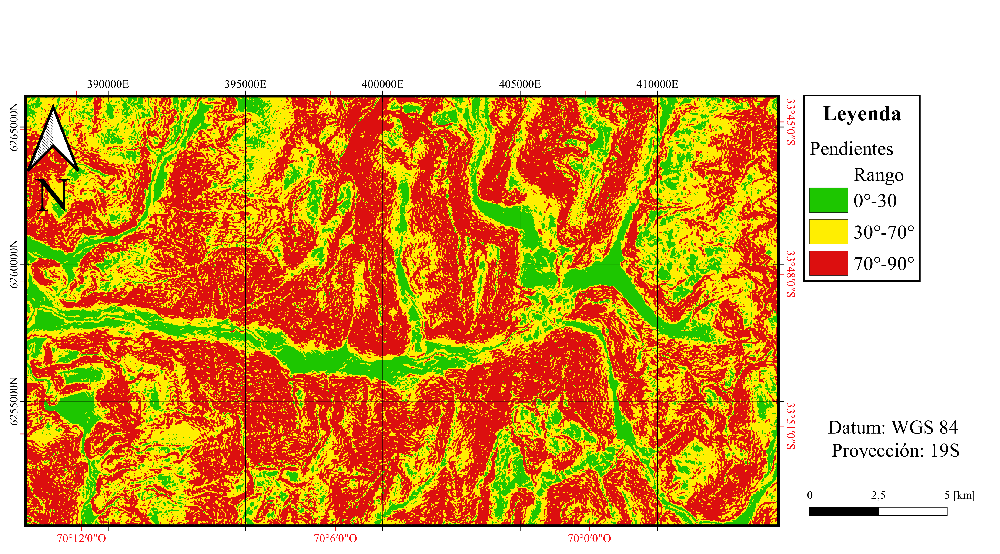 390000E 395000E 400000E 405000E 410000E
6265000N
6260000N
6255000N
N
33°45'0"S
33°48'0"S
33°51'0"S
70°12'0"O 70°6'0"O 70°0'0"O
Leyenda
Pendientes
Rango
0°-30
30°-70°
70°-90°
Datum: WGS 84
Proyección: 19S
0 2,5 5 [km]